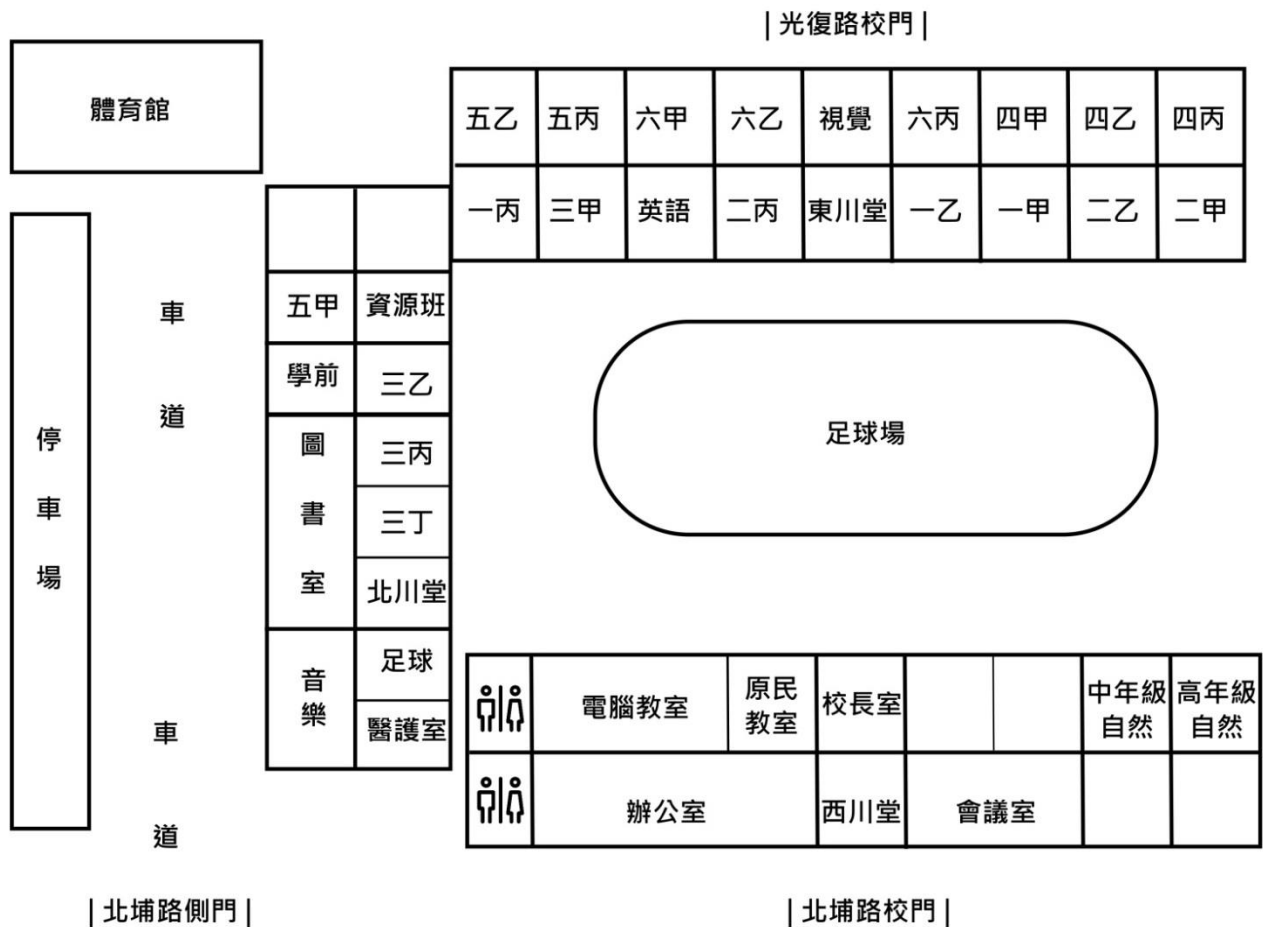 |光復路校門|
體育館
五乙 五丙 六甲 六乙 視覺 六丙 四甲 四乙 四丙
一丙 三甲 英語 二丙 東川堂 一乙 一甲 二乙 二甲
停車場
車道
車道
五甲 資源班
學前 三乙
圖書室
三丙
三丁
北川堂
音樂
足球
醫護室
足球場
電腦教室
原民
教室
校長室
中年級
自然
高年級
自然
辦公室 西川堂 會議室
|北埔路側門|
|北埔路校門|